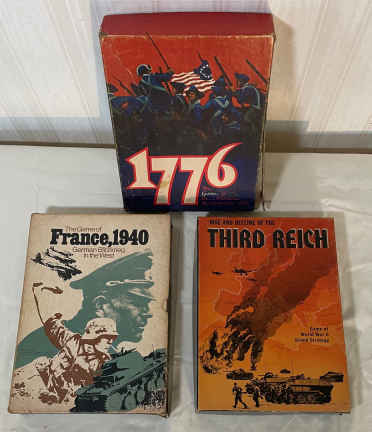 1776
The Game of
France, 1940
German Blitzkrieg
in the West
RISE AND DECLINE OF THE
THIRD REICH
Game of
World War II
Grand Strategy